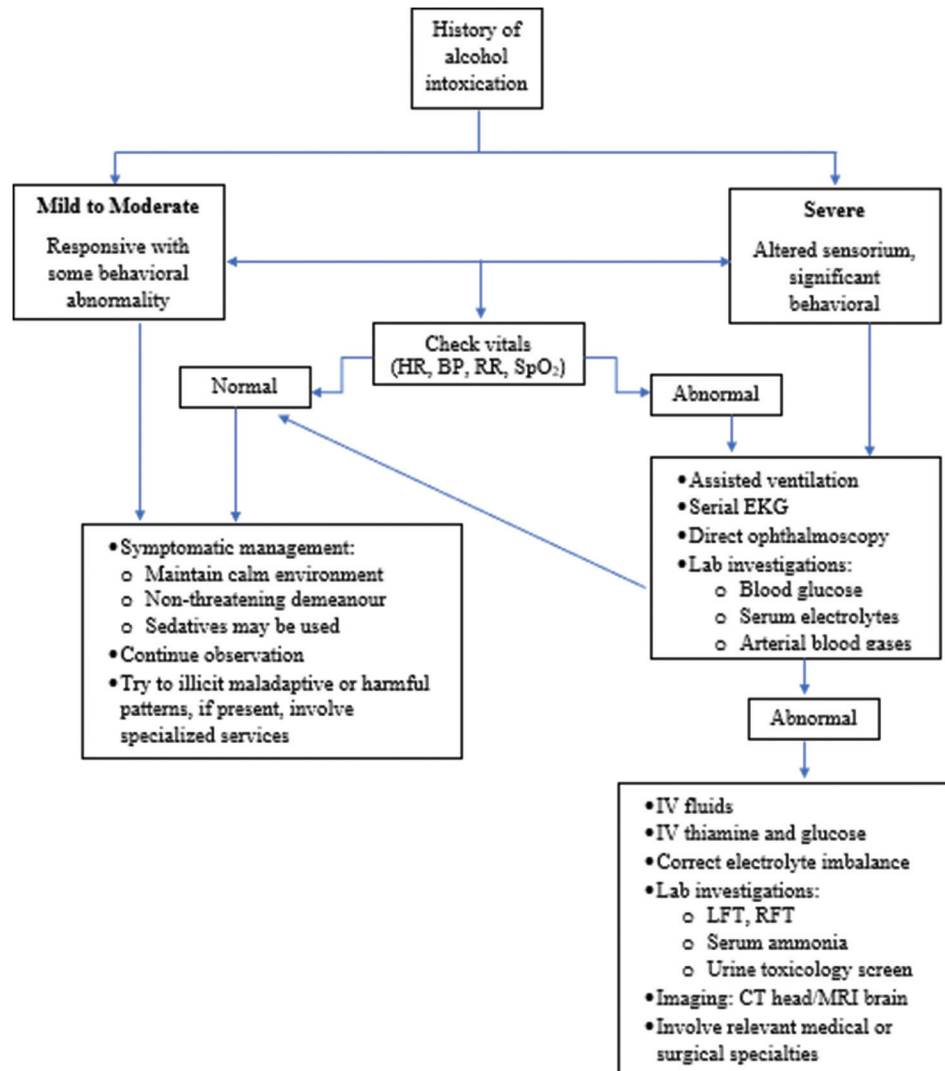 History of
alcohol
intoxication
Mild to Moderate
Responsive with
some behavioral
abnormality
Severe
Altered sensorium,
significant
behavioral
Check vitals
(HR, BP, RR, SpO₂)
Normal
Abnormal
•Assisted ventilation
•Serial EKG
•Direct ophthalmoscopy
•Lab investigations:
o Blood glucose
o Serum electrolytes
o Arterial blood gases
•Symptomatic management:
o Maintain calm environment
o Non-threatening demeanour
o Sedatives may be used
•Continue observation
•Try to illicit maladaptive or harmful
patterns, if present, involve
specialized services
Abnormal
•IV fluids
•IV thiamine and glucose
•Correct electrolyte imbalance
•Lab investigations:
o LFT, RFT
o Serum ammonia
o Urine toxicology screen
•Imaging: CT head/MRI brain
•Involve relevant medical or
surgical specialties